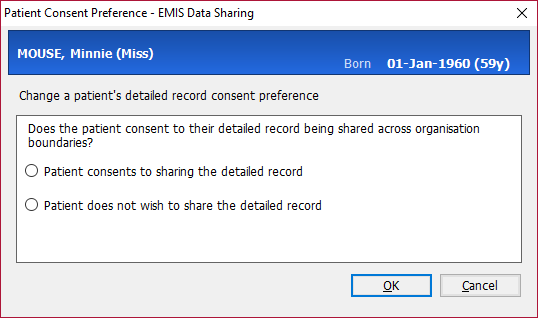 Patient Consent Preference - EMIS Data Sharing
MOUSE, Minnie (Miss)
Born 01-Jan-1960 (59y)
Change a patient's detailed record consent preference
Does the patient consent to their detailed record being shared across organisation
boundaries?
Patient consents to sharing the detailed record
Patient does not wish to share the detailed record
OK Cancel